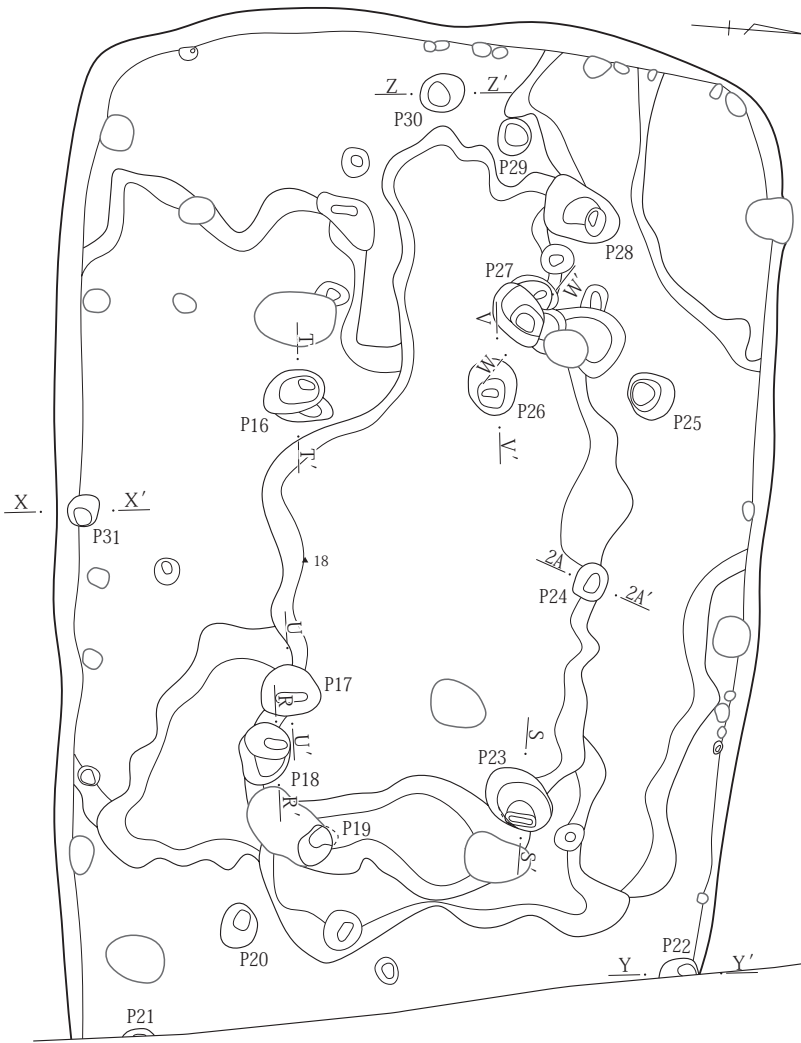 Z Z′
P30
P29
P28
P27
W′
V
T
W
P26
P25
P16
T′
V′
X X′
P31
18
2A
P24
2A′
U
P17
R
U′
S
P23
P18
R′
P19
S′
P20
P22
Y Y′
P21